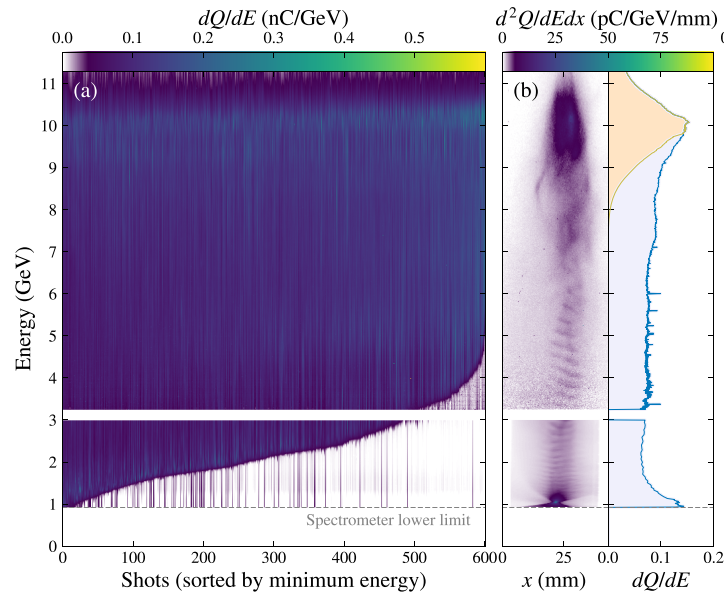 dQ/dE (nC/GeV)
d²Q/dEdx (pC/GeV/mm)
0.0 0.1 0.2 0.3 0.4 0.5
0 25 50 75 100
(a)
(b)
11
10
9
8
7
6
5
4
3
2
1
0
Energy (GeV)
Spectrometer lower limit
0 100 200 300 400 500 600
0 25
0.0 0.1 0.2
Shots (sorted by minimum energy)
x (mm)
dQ/dE